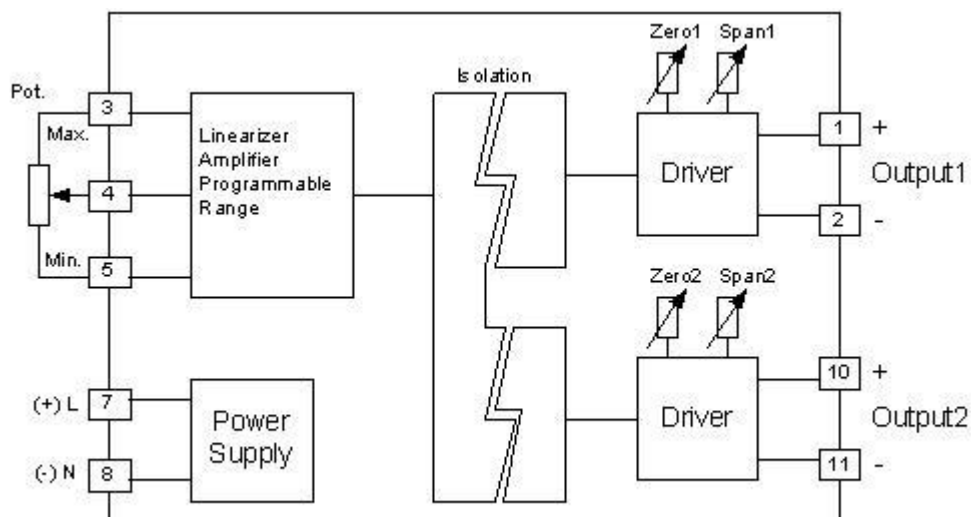 Zero1
Span1
Isolation
Pot.
3
Max.
Linearizer
Amplifier
Programmable
Range
4
Min.
5
Driver
1
+
Output1
2
-
Zero2
Span2
(+) L
7
Power
Supply
(-) N
8
Driver
10
+
Output2
11
-